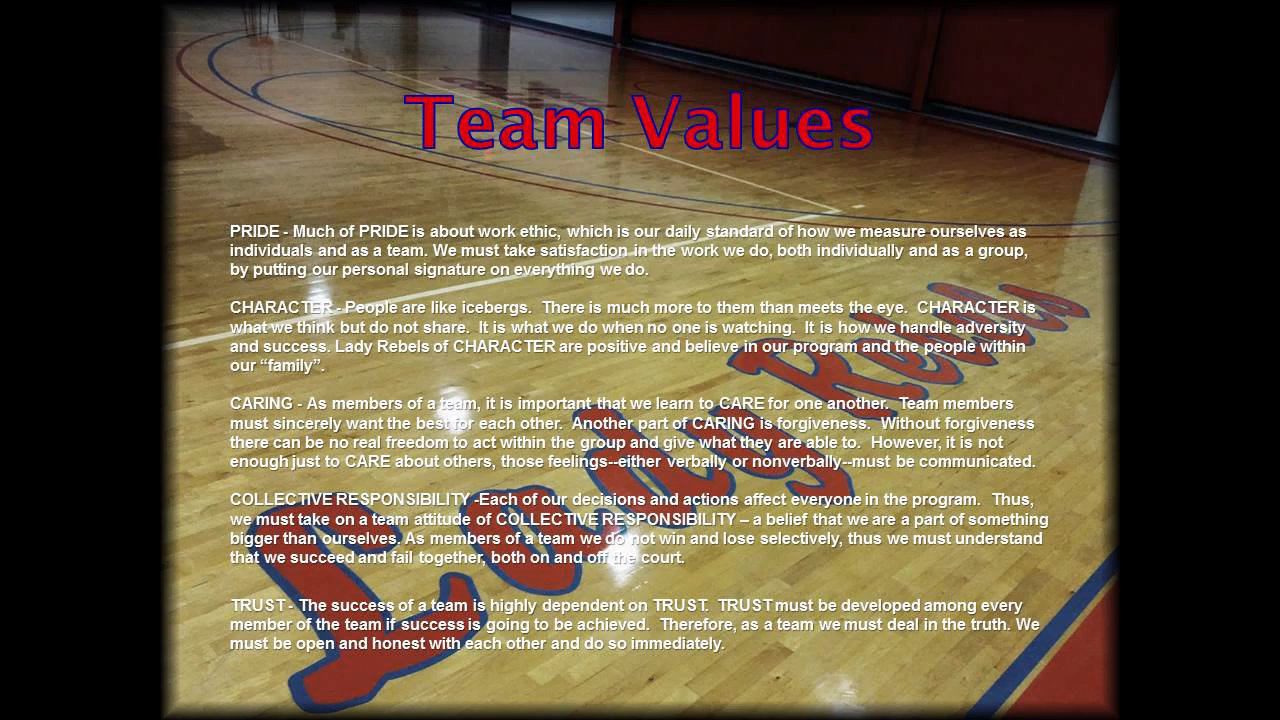 Team Values
PRIDE - Much of PRIDE is about work ethic, which is our daily standard of how we measure ourselves as
individuals and as a team. We must take satisfaction in the work we do, both individually and as a group,
by putting our personal signature on everything we do.
CHARACTER - People are like icebergs.  There is much more to them than meets the eye.  CHARACTER is
what we think but do not share.  It is what we do when no one is watching.  It is how we handle adversity
and success. Lady Rebels of CHARACTER are positive and believe in our program and the people within
our “family”.
CARING - As members of a team, it is important that we learn to CARE for one another.  Team members
must sincerely want the best for each other.  Another part of CARING is forgiveness.  Without forgiveness
there can be no real freedom to act within the group and give what they are able to.  However, it is not
enough just to CARE about others, those feelings--either verbally or nonverbally--must be communicated.
COLLECTIVE RESPONSIBILITY -Each of our decisions and actions affect everyone in the program.  Thus,
we must take on a team attitude of COLLECTIVE RESPONSIBILITY – a belief that we are a part of something
bigger than ourselves. As members of a team we do not win and lose selectively, thus we must understand
that we succeed and fail together, both on and off the court.
TRUST - The success of a team is highly dependent on TRUST.  TRUST must be developed among every
member of the team if success is going to be achieved.  Therefore, as a team we must deal in the truth. We
must be open and honest with each other and do so immediately.
Lady Rebels